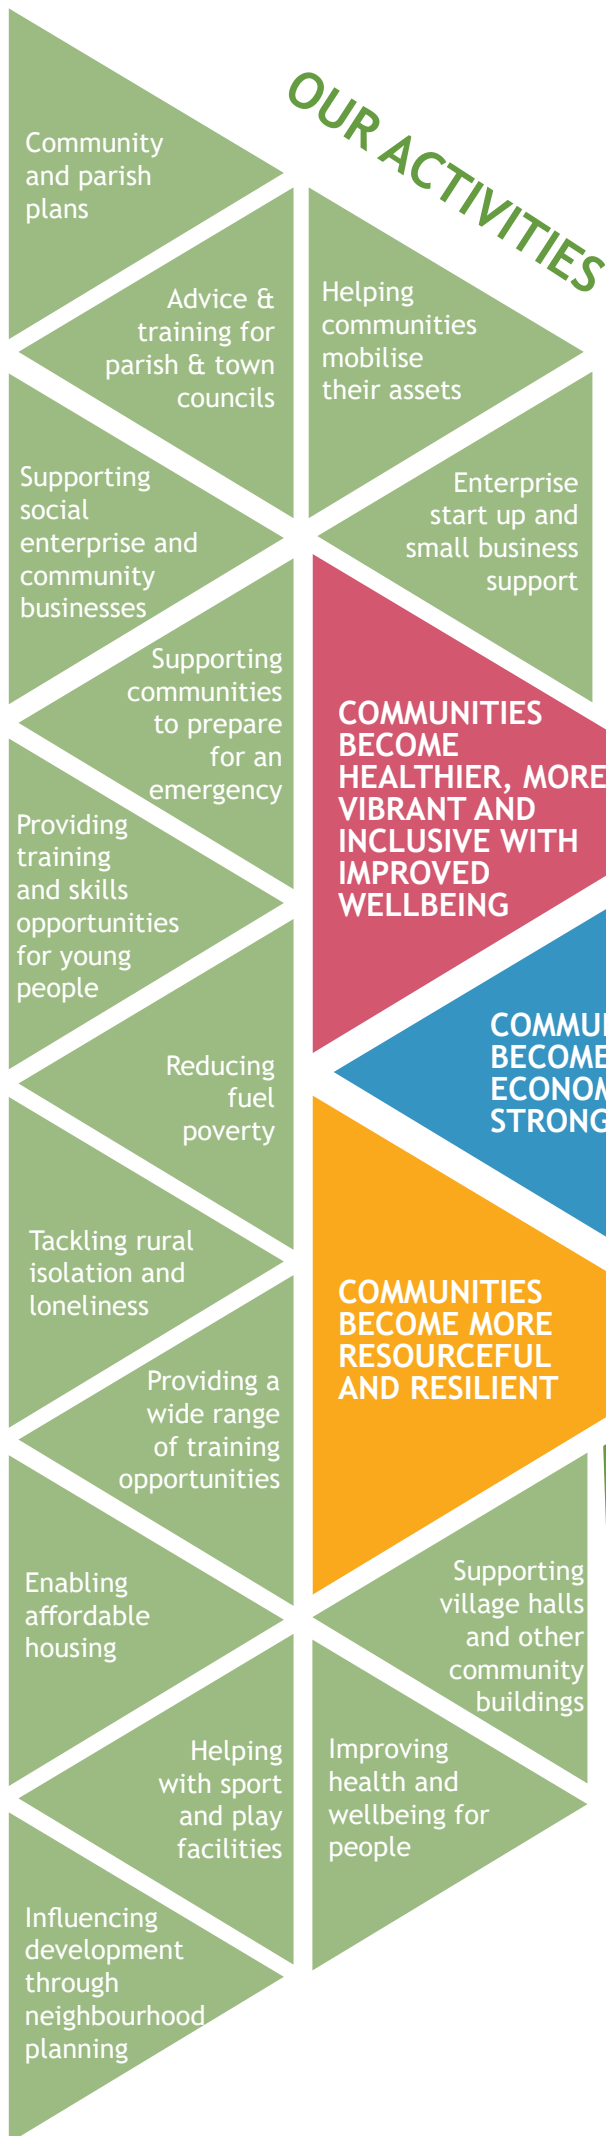 OUR ACTIVITIES
Community
and parish
plans
Advice &
training for
parish & town
councils
Helping
communities
mobilise
their assets
Supporting
social
enterprise and
community
businesses
Enterprise
start up and
small business
support
Supporting
communities
to prepare
for an
emergency
COMMUNITIES
BECOME
HEALTHIER, MORE
VIBRANT AND
INCLUSIVE WITH
IMPROVED
WELLBEING
Providing
training
and skills
opportunities
for young
people
BECOME
Reducing
fuel
poverty
Tackling rural
isolation and
loneliness
COMMUNITIES
BECOME MORE
RESOURCEFUL
AND RESILIENT
Providing a
wide range
of training
opportunities
Enabling
affordable
housing
Supporting
village halls
and other
community
buildings
Helping
with sport
and play
facilities
Improving
health and
wellbeing for
people
Influencing
development
through
neighbourhood
planning